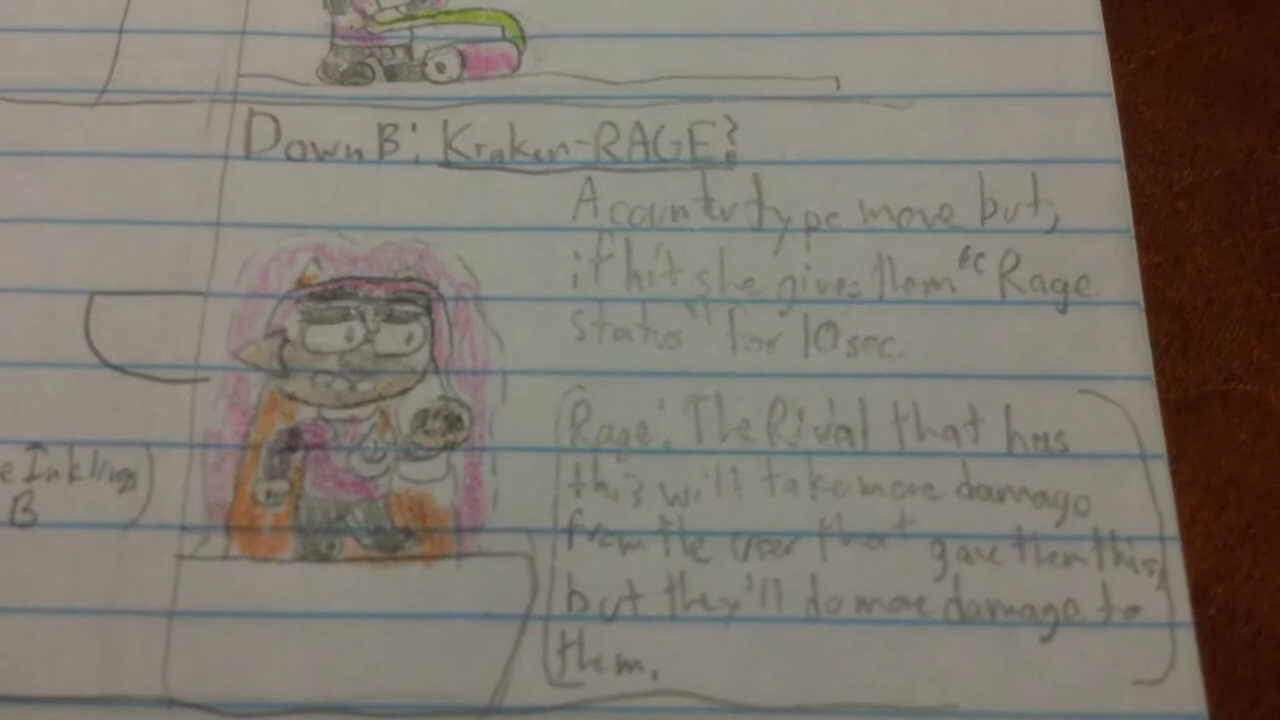 Down B: Kraken-RAGE?!
A counter type move but,
if hit she gives them "Rage
status" for 10 sec.
e Inklings)
B
(Rage: The Rival that has
this will take more damage
from the user that gave them this,
but they'll do more damage to
them.)